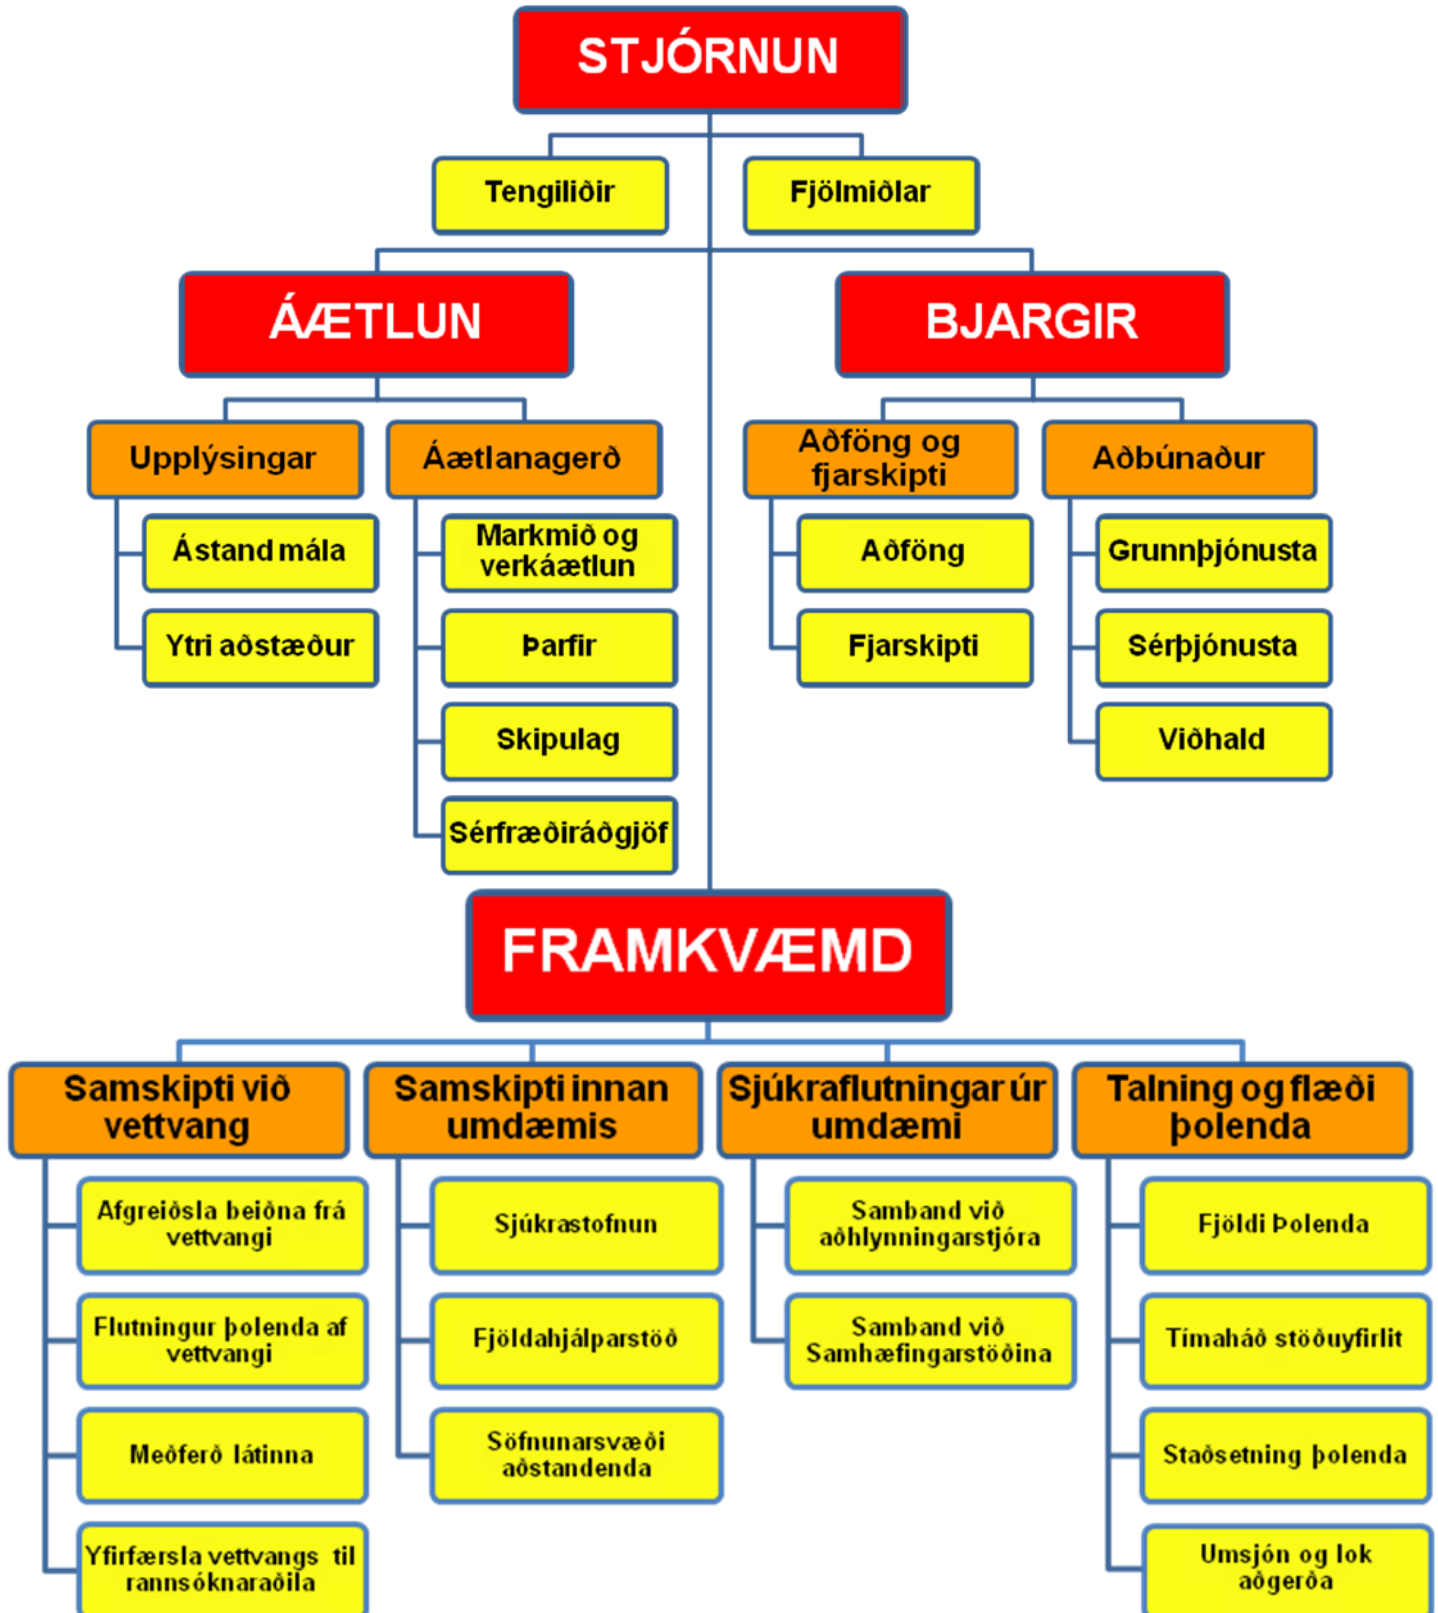 STJÓRNUN
Tengiliðir
Fjölmiðlar
ÁÆTLUN
BJARGIR
Upplýsingar
Áætlanagerð
Aðföng og
fjarskipti
Aðbúnaður
Ástand mála
Ytri aðstæður
Markmið og
verkáætlun
Þarfir
Skipulag
Sérfræðiráðgjöf
Aðföng
Fjarskipti
Grunnþjónusta
Sérþjónusta
Viðhald
FRAMKVÆMD
Samskipti við
vettvang
Afgreiðsla beiðna frá
vettvangi
Flutningur þolenda af
vettvangi
Meðferð látinna
Yfirfærsla vettvangs til
rannsóknaraðila
Samskipti innan
umdæmis
Sjúkrastofnun
Fjöldahjálparstöð
Söfnunarsvæði
aðstandenda
Sjúkraflutningar úr
umdæmi
Samband við
aðhlynningarstjóra
Samband við
Samhæfingarstöðina
Talning og flæði
þolenda
Fjöldi Þolenda
Tímaháð stöðuyfirlit
Staðsetning þolenda
Umsjón og lok
aðgerða